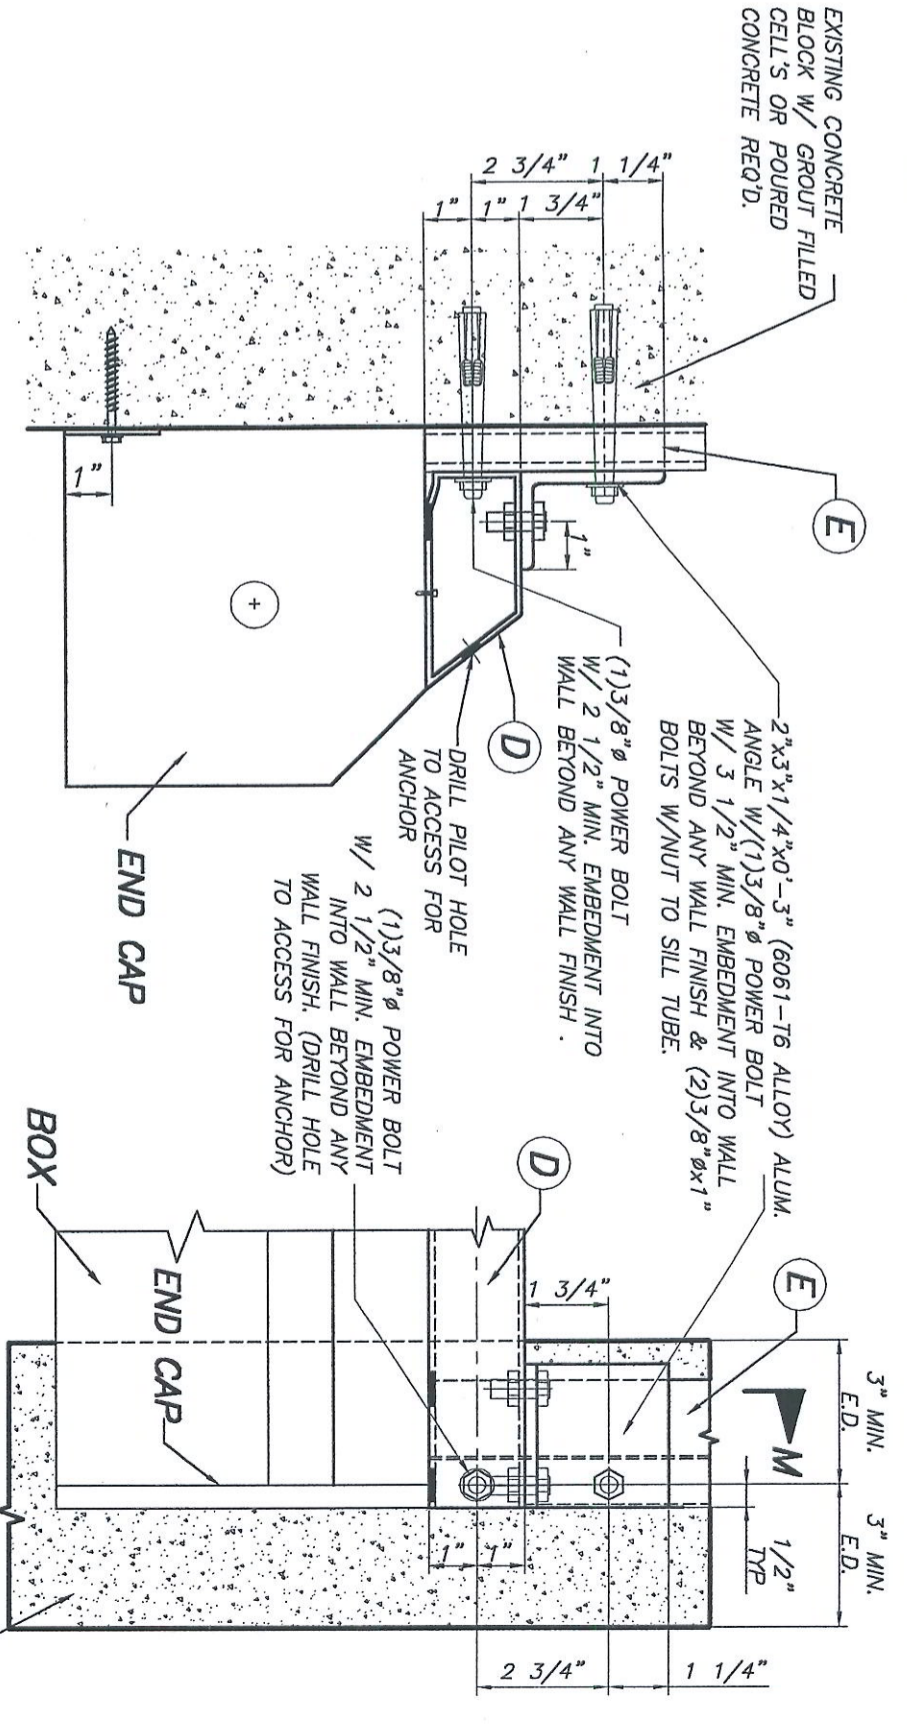 EXISTING CONCRETE
BLOCK W/ GROUT FILLED
CELL'S OR POURED
CONCRETE REQ'D.
2 3/4"
1 1/4"
1"
1"
1 3/4"
E
1"
1"
+
2"x3"x1/4"x0'-3" (6061-T6 ALLOY) ALUM.
ANGLE W/(1)3/8"ø POWER BOLT
W/ 3 1/2" MIN. EMBEDMENT INTO WALL
BEYOND ANY WALL FINISH & (2)3/8"øx1"
BOLTS W/NUT TO SILL TUBE.
(1)3/8"ø POWER BOLT
W/ 2 1/2" MIN. EMBEDMENT INTO
WALL BEYOND ANY WALL FINISH .
D
DRILL PILOT HOLE
TO ACCESS FOR
ANCHOR
END CAP
(1)3/8"ø POWER BOLT
W/ 2 1/2" MIN. EMBEDMENT
INTO WALL BEYOND ANY
WALL FINISH. (DRILL HOLE
TO ACCESS FOR ANCHOR)
BOX
D
END CAP
E
1 3/4"
3" MIN.
E.D.
3" MIN.
E.D.
M
1/2"
TYP
1"
1"
2 3/4"
1 1/4"